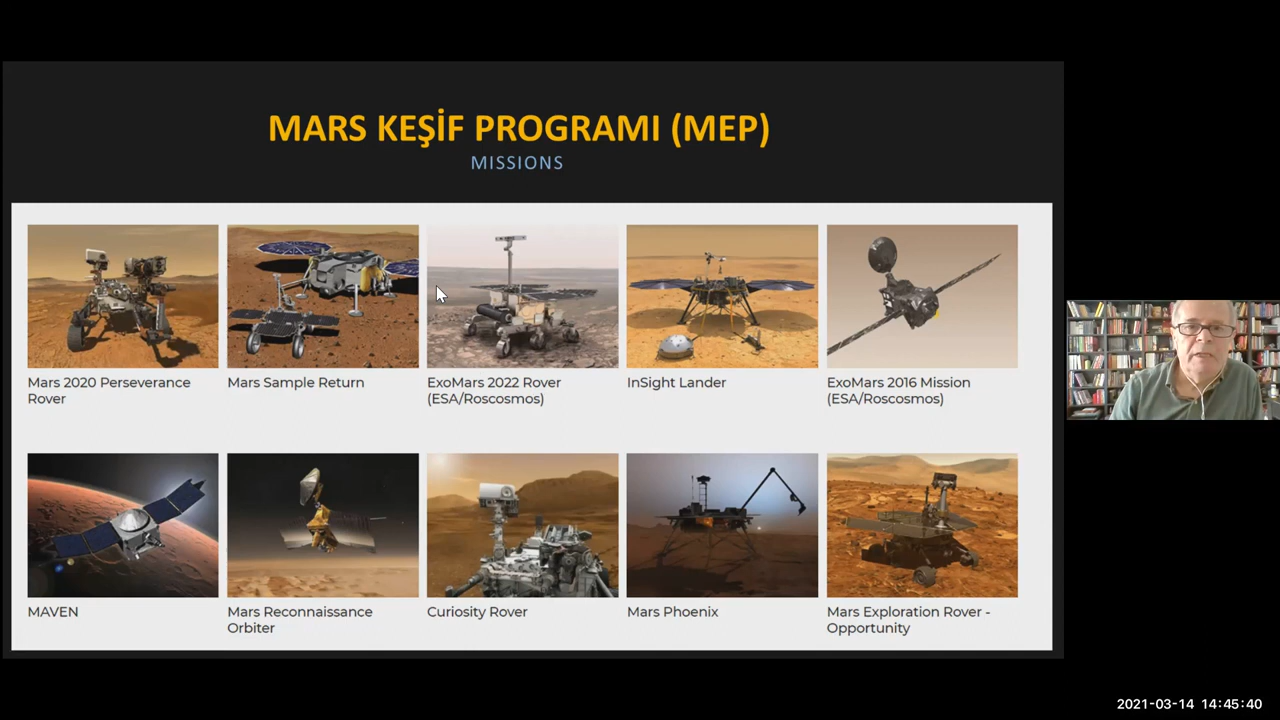 MARS KEŞİF PROGRAMI (MEP)
MISSIONS
Mars 2020 Perseverance
Rover
Mars Sample Return
ExoMars 2022 Rover
(ESA/Roscosmos)
InSight Lander
ExoMars 2016 Mission
(ESA/Roscosmos)
MAVEN
Mars Reconnaissance
Orbiter
Curiosity Rover
Mars Phoenix
Mars Exploration Rover -
Opportunity
2021-03-14 14:45:40